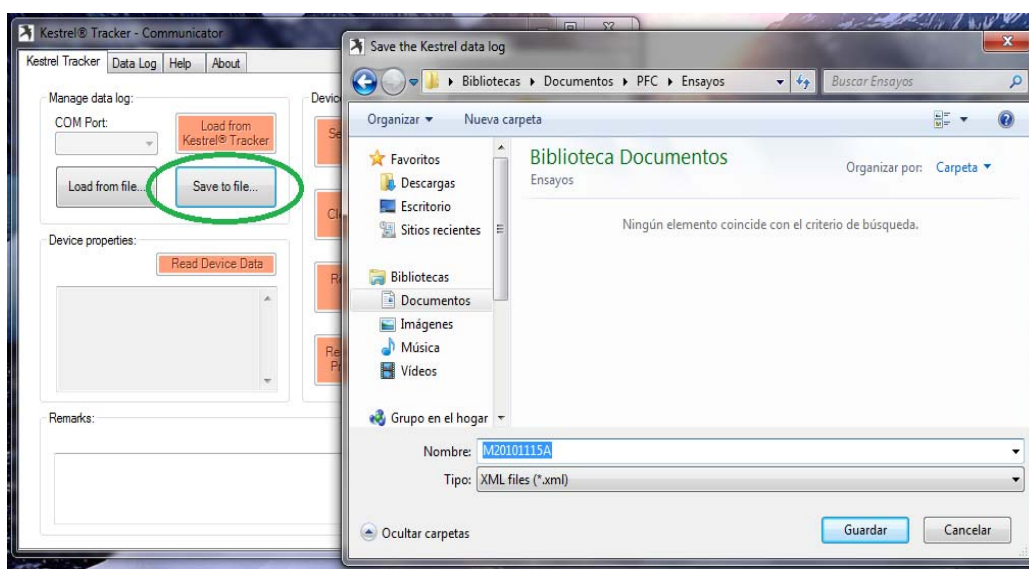 Kestrel® Tracker - Communicator
Kestrel Tracker
Data Log
Help
About
Manage data log:
COM Port:
Load from
Kestrel® Tracker
Load from file...
Save to file...
Device properties:
Read Device Data
Remarks:
Save the Kestrel data log
Bibliotecas ▸ Documentos ▸ PFC ▸ Ensayos
Buscar Ensayos
Organizar
Nueva carpeta
Favoritos
Descargas
Escritorio
Sitios recientes
Bibliotecas
Documentos
Imágenes
Música
Vídeos
Grupo en el hogar
Biblioteca Documentos
Ensayos
Organizar por: Carpeta
Ningún elemento coincide con el criterio de búsqueda.
Nombre: M20101115A
Tipo: XML files (*.xml)
Ocultar carpetas
Guardar
Cancelar